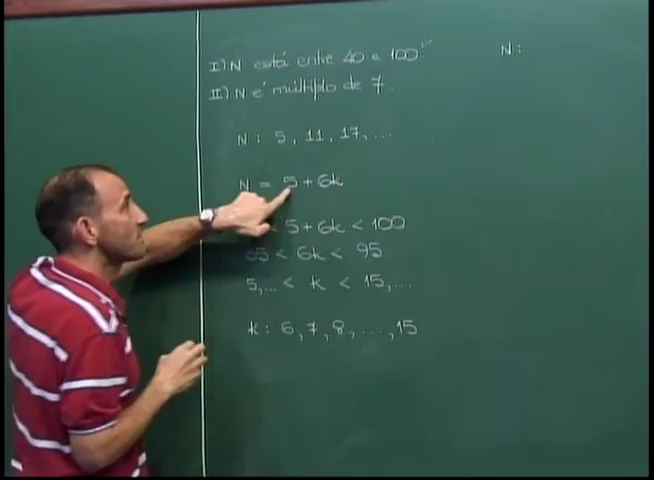 I) N está entre 40 e 100!
II) N é múltiplo de 7.
N : 5, 11, 17, ...
N = 5 + 6k
< 5 + 6k < 100
35 < 6k < 95
5,... < k < 15,...
k : 6, 7, 8, ...., 15
N :